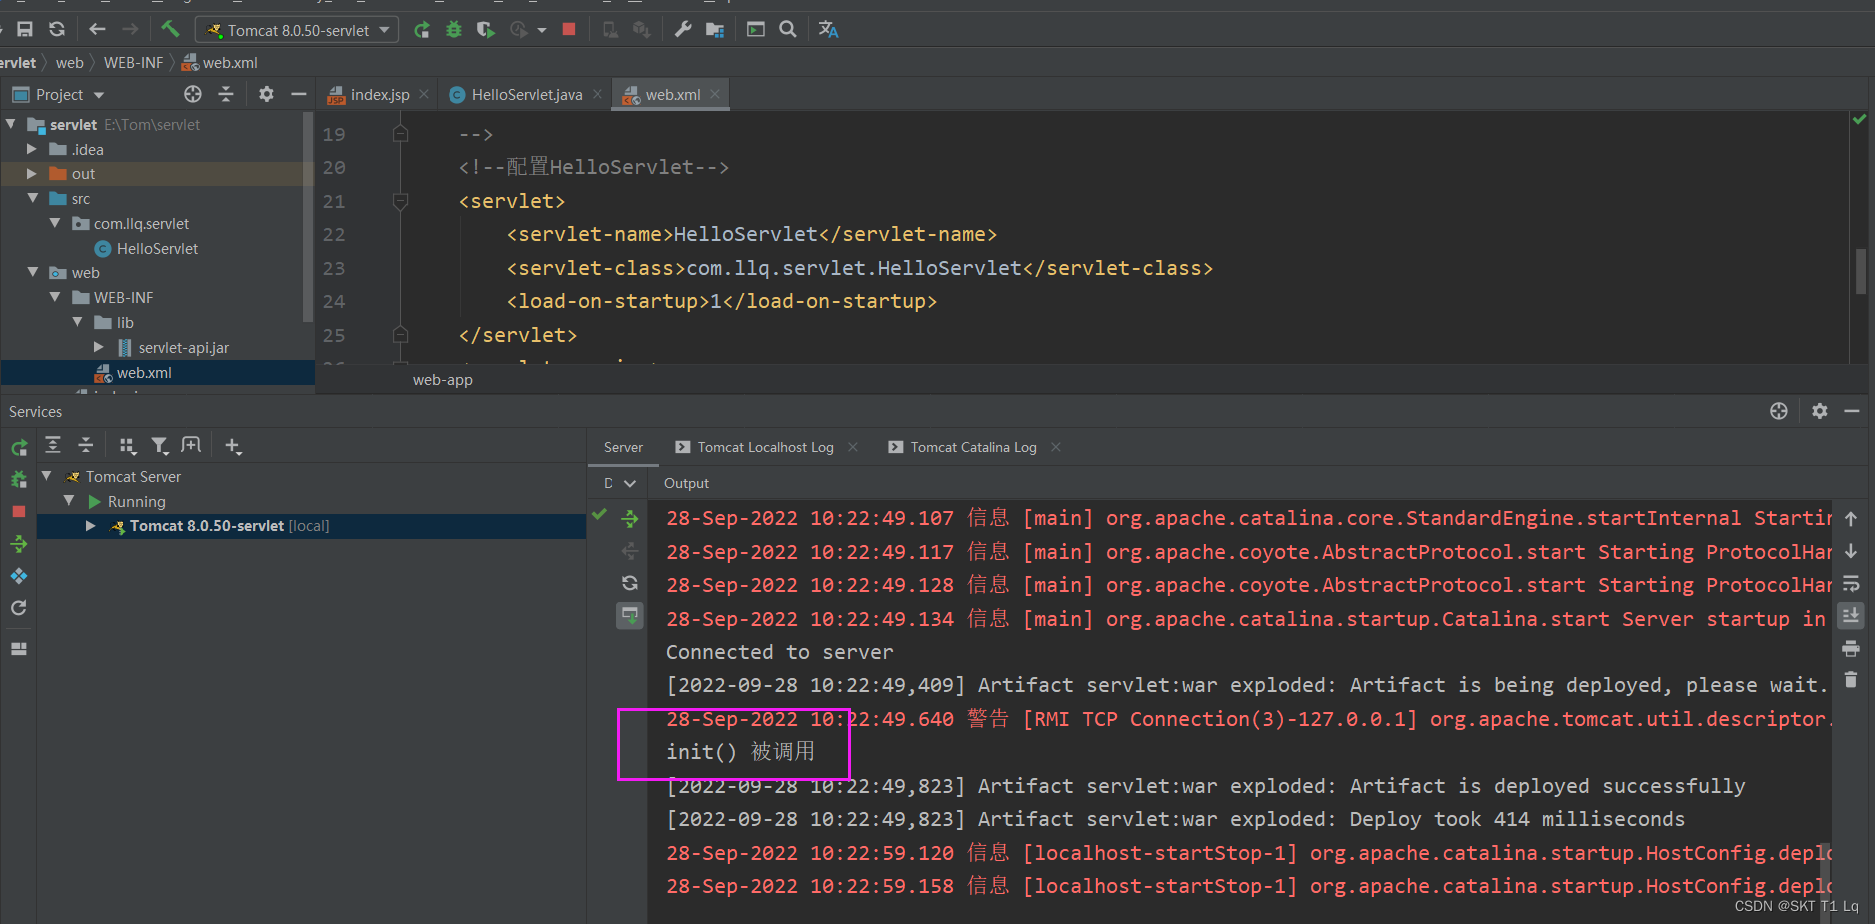 Tomcat 8.0.50-servlet
ervlet web WEB-INF web.xml
Project
index.jsp HelloServlet.java web.xml
servlet E:\Tom\servlet
.idea
out
src
com.llq.servlet
HelloServlet
web
WEB-INF
lib
servlet-api.jar
web.xml
19 -->
20 <!--配置HelloServlet-->
21 <servlet>
22 <servlet-name>HelloServlet</servlet-name>
23 <servlet-class>com.llq.servlet.HelloServlet</servlet-class>
24 <load-on-startup>1</load-on-startup>
25 </servlet>
web-app
Services
Server Tomcat Localhost Log Tomcat Catalina Log
Tomcat Server
Running
Tomcat 8.0.50-servlet [local]
D Output
28-Sep-2022 10:22:49.107 信息 [main] org.apache.catalina.core.StandardEngine.startInternal Startin
28-Sep-2022 10:22:49.117 信息 [main] org.apache.coyote.AbstractProtocol.start Starting ProtocolHan
28-Sep-2022 10:22:49.128 信息 [main] org.apache.coyote.AbstractProtocol.start Starting ProtocolHan
28-Sep-2022 10:22:49.134 信息 [main] org.apache.catalina.startup.Catalina.start Server startup in
Connected to server
[2022-09-28 10:22:49,409] Artifact servlet:war exploded: Artifact is being deployed, please wait.
28-Sep-2022 10:22:49.640 警告 [RMI TCP Connection(3)-127.0.0.1] org.apache.tomcat.util.descriptor.
init() 被调用
[2022-09-28 10:22:49,823] Artifact servlet:war exploded: Artifact is deployed successfully
[2022-09-28 10:22:49,823] Artifact servlet:war exploded: Deploy took 414 milliseconds
28-Sep-2022 10:22:59.120 信息 [localhost-startStop-1] org.apache.catalina.startup.HostConfig.deplo
28-Sep-2022 10:22:59.158 信息 [localhost-startStop-1] org.apache.catalina.startup.HostConfig.deplo
CSDN @SKT T1 Lq